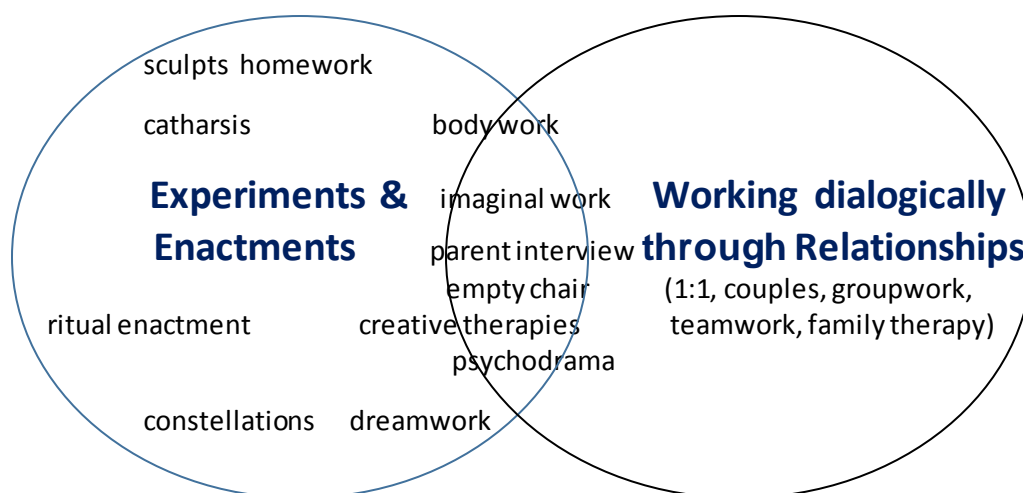 sculpts homework
catharsis
body work
Experiments &
Enactments
imaginal work
parent interview
empty chair
ritual enactment
creative therapies
psychodrama
constellations
dreamwork
Working dialogically
through Relationships
(1:1, couples, groupwork,
teamwork, family therapy)